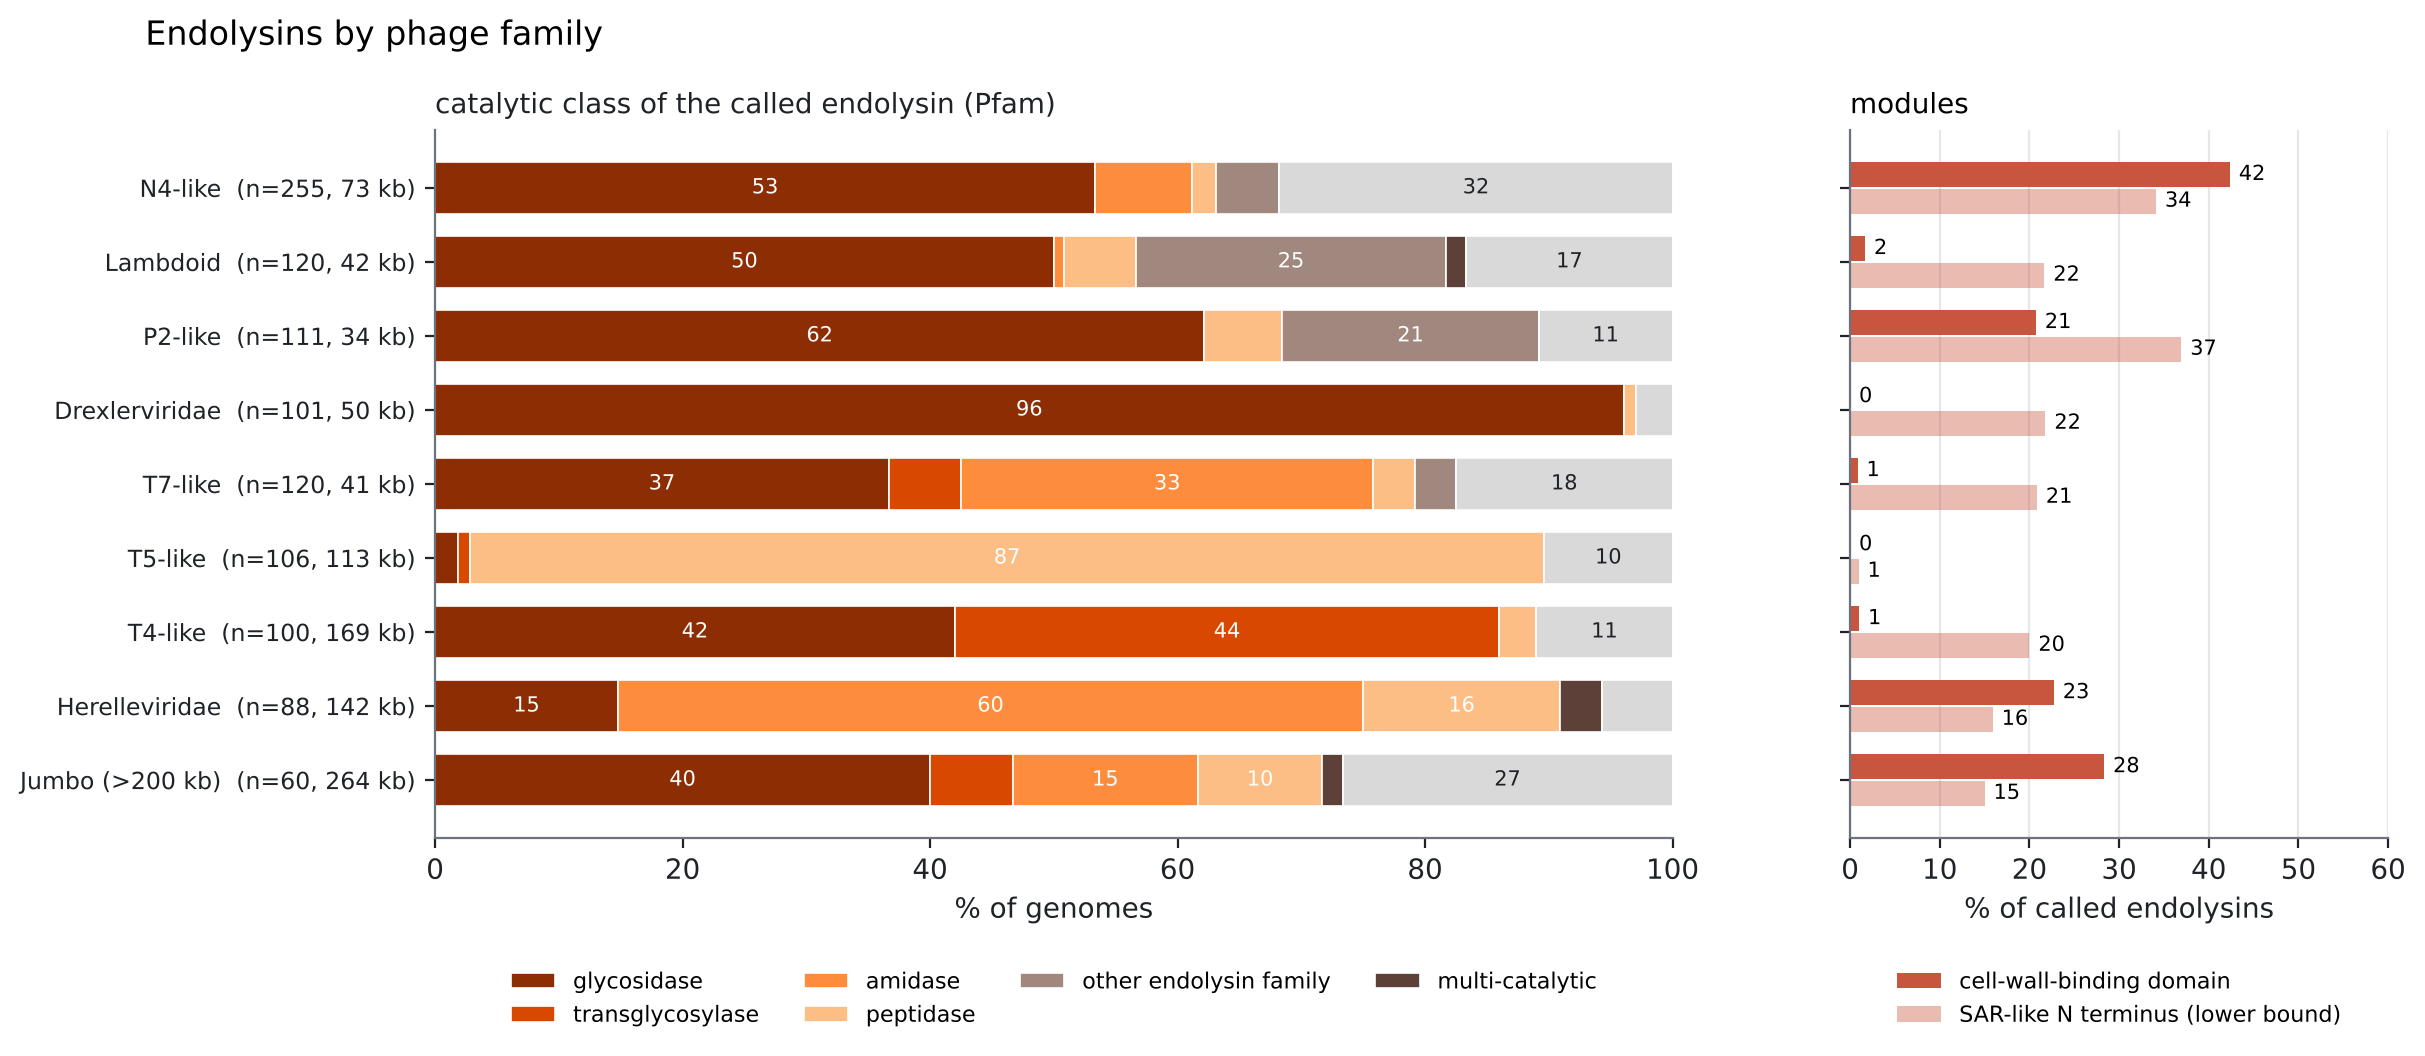 Endolysins by phage family
catalytic class of the called endolysin (Pfam)
N4-like (n=255, 73 kb)
53
32
Lambdoid (n=120, 42 kb)
50
25
17
P2-like (n=111, 34 kb)
62
21
11
Drexlerviridae (n=101, 50 kb)
96
T7-like (n=120, 41 kb)
37
33
18
T5-like (n=106, 113 kb)
87
10
T4-like (n=100, 169 kb)
42
44
11
Herelleviridae (n=88, 142 kb)
15
60
16
Jumbo (>200 kb) (n=60, 264 kb)
40
15
10
27
0 20 40 60 80 100
% of genomes
glycosidase
transglycosylase
amidase
peptidase
other endolysin family
multi-catalytic
modules
42
34
2
22
21
37
0
22
1
21
0
1
1
20
23
16
28
15
0 10 20 30 40 50 60
% of called endolysins
cell-wall-binding domain
SAR-like N terminus (lower bound)